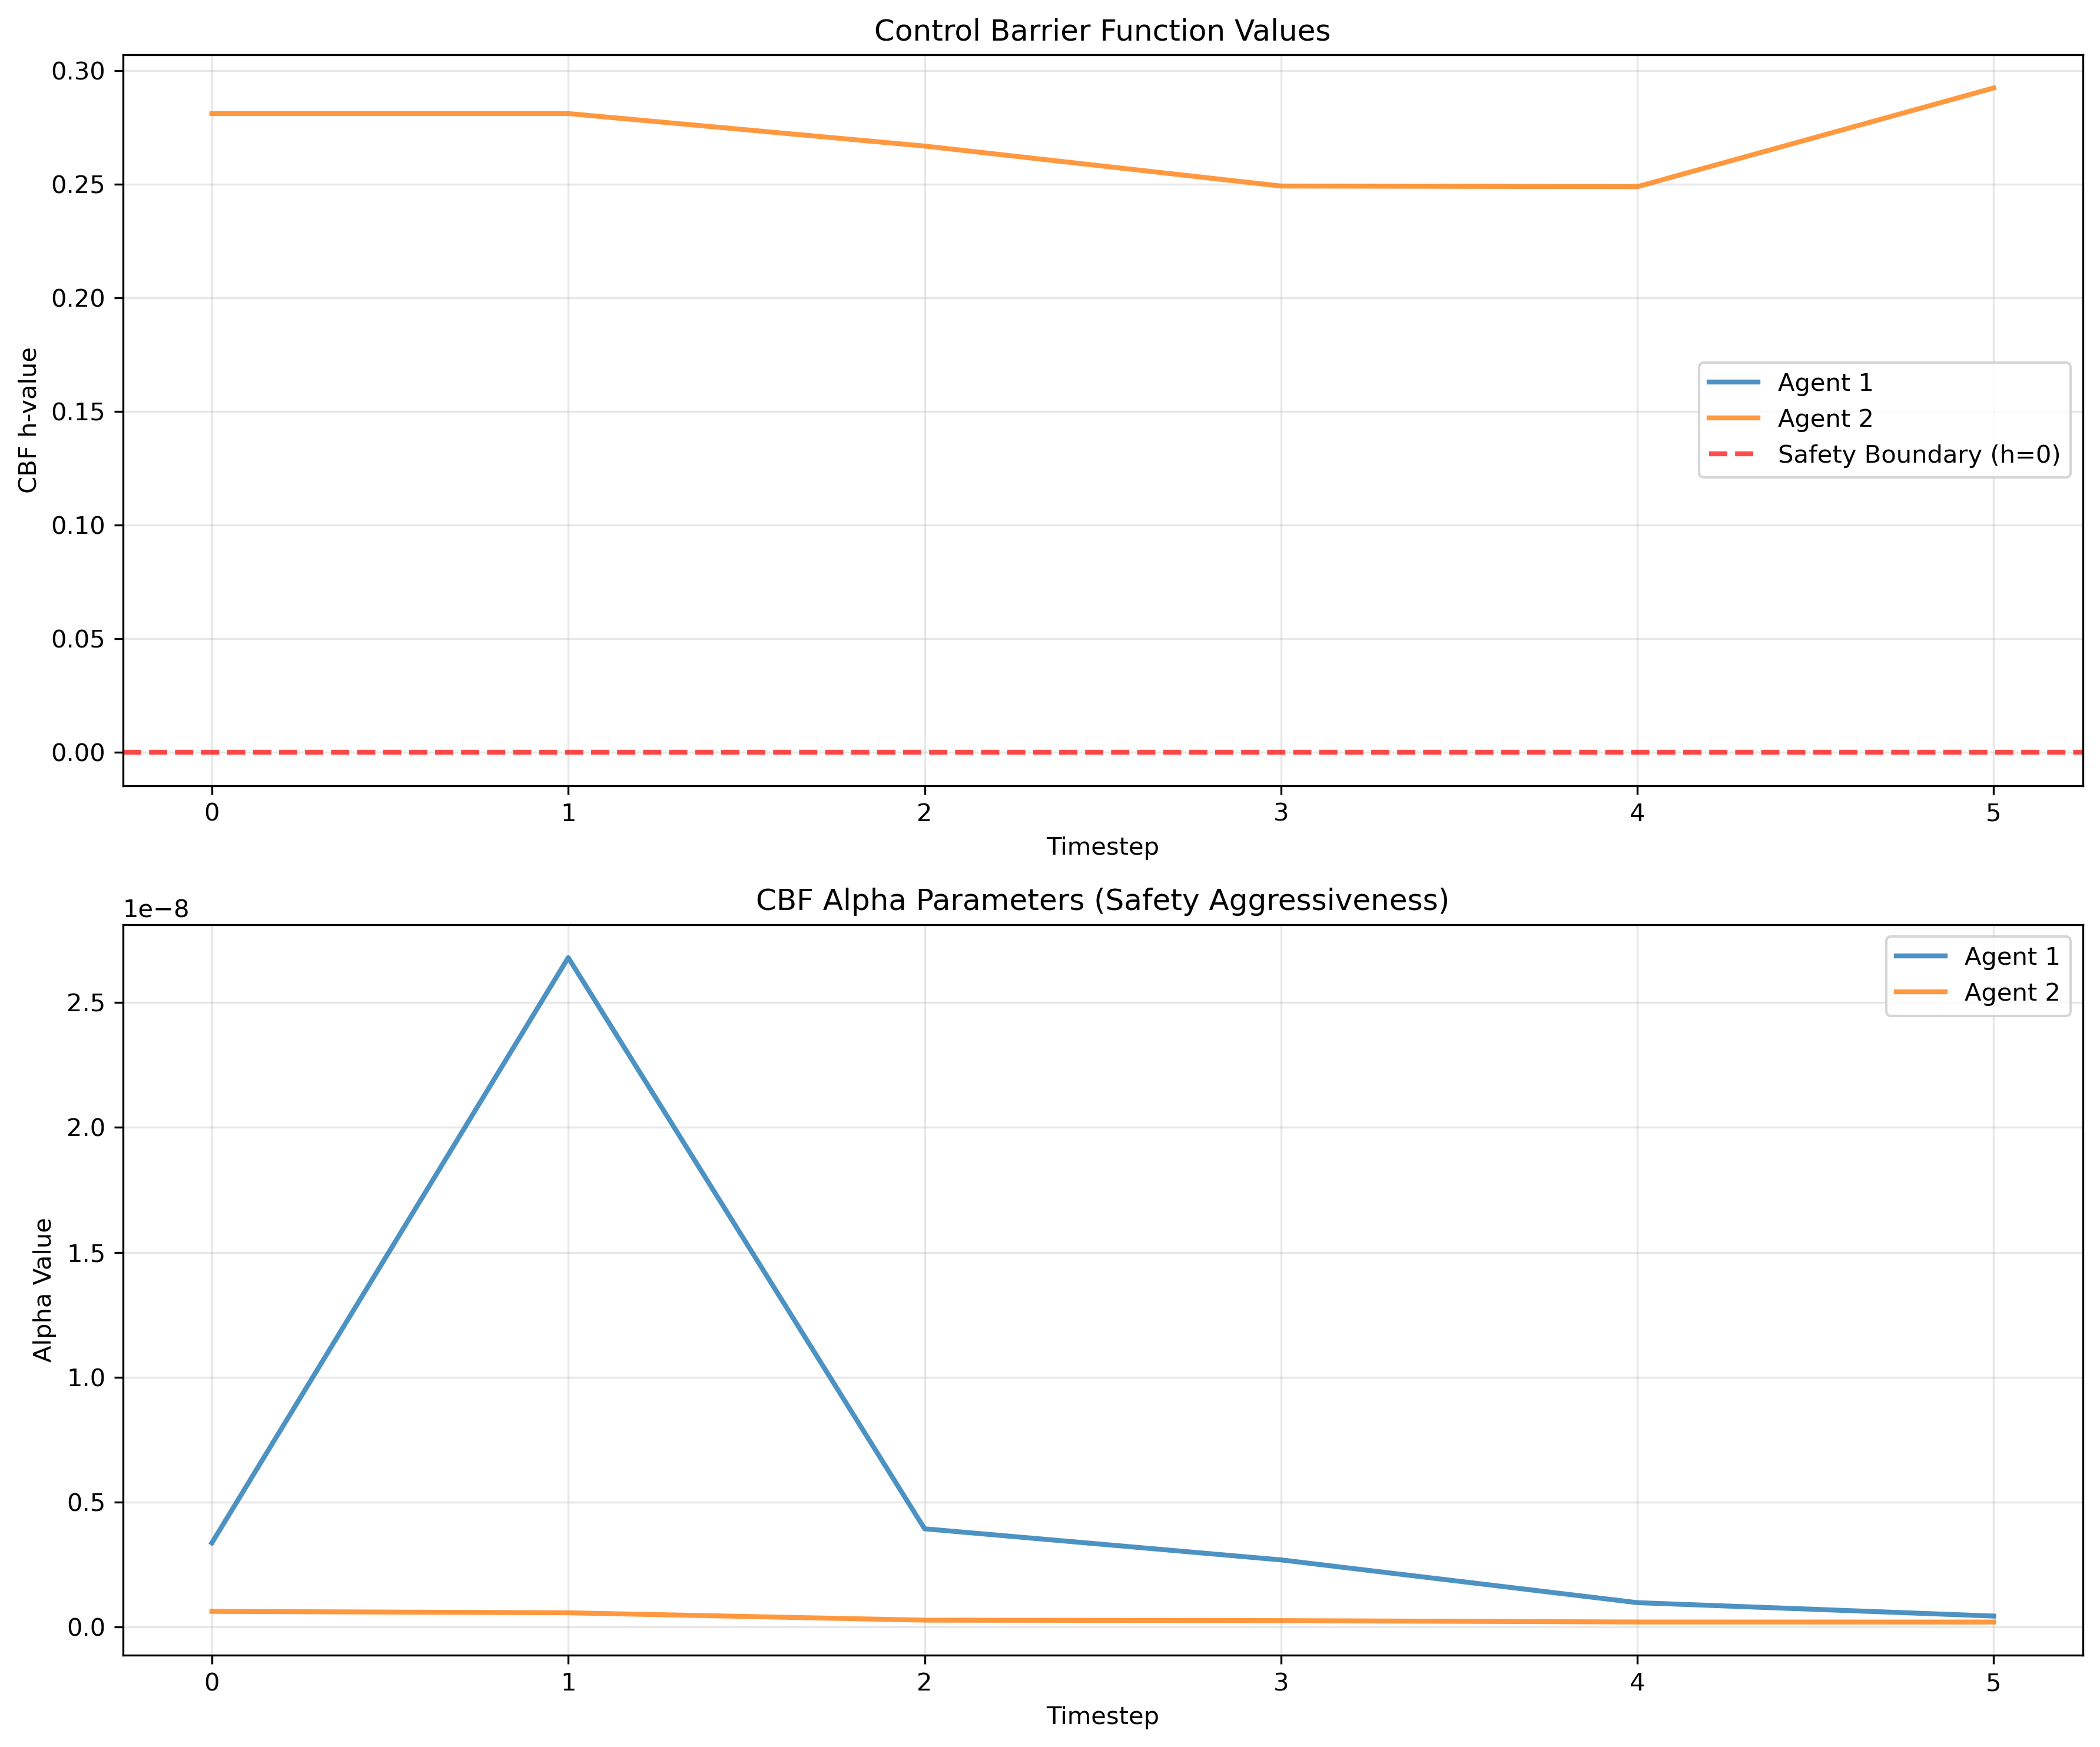 Control Barrier Function Values
0.30
0.25
0.20
0.15
0.10
0.05
0.00
CBF h-value
Agent 1
Agent 2
Safety Boundary (h=0)
0 1 2 3 4 5
Timestep
CBF Alpha Parameters (Safety Aggressiveness)
1e−8
2.5
2.0
1.5
1.0
0.5
0.0
Alpha Value
Agent 1
Agent 2
0 1 2 3 4 5
Timestep